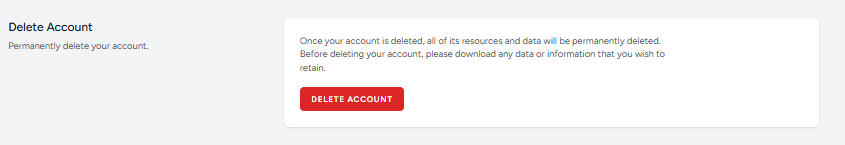 Delete Account
Permanently delete your account.
Once your account is deleted, all of its resources and data will be permanently deleted.
Before deleting your account, please download any data or information that you wish to
retain.
DELETE ACCOUNT